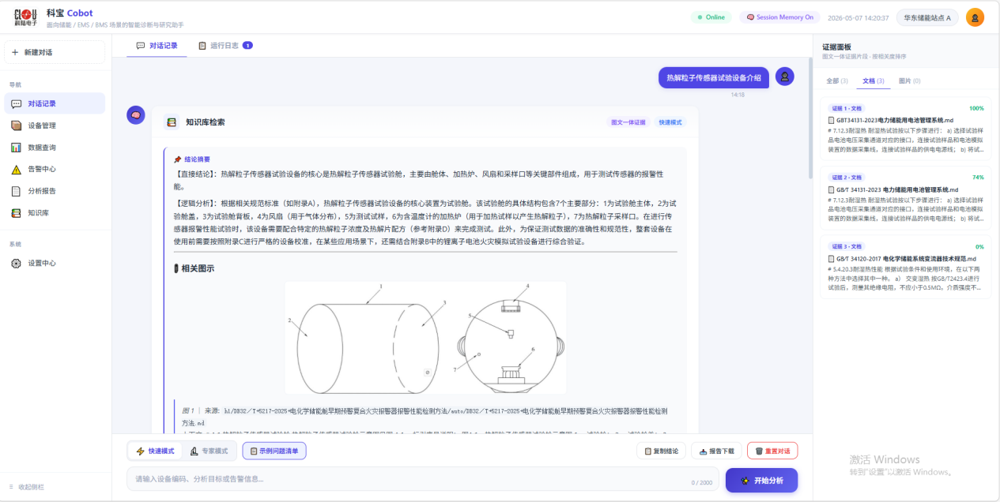 CLOU
科陆电子
科宝 Cobot
面向储能 / EMS / BMS 场景的智能诊断与研究助手
Online
Session Memory On
2026-05-07 14:20:37
华东储能站点 A
+ 新建对话
导航
对话记录
设备管理
数据查询
告警中心
分析报告
知识库
系统
设置中心
收起侧栏
对话记录
运行日志 1
热解粒子传感器试验设备介绍
14:18
知识库检索
图文一体证据
快速模式
结论摘要
【直接结论】：热解粒子传感器试验设备的核心是热解粒子传感器试验舱，主要由舱体、加热炉、风扇和采样口等关键部件组成，用于测试传感器的报警性
能。
【逻辑分析】：根据相关规范标准（如附录A），热解粒子传感器试验设备的核心装置为试验舱。该试验舱的具体结构包含7个主要部分：1为试验舱主体，2为试
验舱盖，3为试验舱背板，4为风扇（用于气体分布），5为测试试样，6为含温度计的加热炉（用于加热试样以产生热解粒子），7为热解粒子采样口。在进行传
感器报警性能试验时，该设备需要配合特定的热解粒子浓度及热解片配方（参考附录D）来完成测试。此外，为保证测试数据的准确性和规范性，整套设备在
使用前需要按照附录C进行严格的设备校准，在某些应用场景下，还需结合附录B中的锂离子电池火灾模拟试验设备进行综合验证。
相关图示
1
2
3
4
5
6
7
图 1 | 来源: hl/DB32／T+5217-2025+电化学储能舱早期预警复合火灾报警器报警性能检测方法/auto/DB32／T+5217-2025+电化学储能舱早期预警复合火灾报警器报警性能检测
方法.md
快速模式
专家模式
示例问题清单
复制结论
报告下载
重置对话
请输入设备编码、分析目标或告警信息...
0 / 2000
开始分析
证据面板
图文一体证据片段 · 按相关度排序
全部 (3)
文档 (3)
图片 (0)
证据 1 · 文档
100%
GBT34131-2023电力储能用电池管理系统.md
# 7.12.3耐湿热 耐湿热试验按以下步骤进行： a) 选择试验样
品电池电压采集通道对应的接口，连接试验样品和电池模拟
装置的数据采集线，连接试验样品的供电电源线； b) 将试...
证据 2 · 文档
74%
GB/T 34131-2023 电力储能用电池管理系统.md
# 7.12.3耐湿热 耐湿热试验按以下步骤进行： a) 选择试验样
品电池电压采集通道对应的接口，连接试验样品和电池模拟
装置的数据采集线，连接试验样品的供电电源线； b) 将试...
证据 3 · 文档
0%
GB/T 34120-2017 电化学储能系统变流器技术规范.md
# 5.4.20.3耐湿热性能 根据试验条件和使用环境，在以下两
种方法中选择其中一种。 a） 交变湿热 按GB/T2423.4进行
试验后，测量其绝缘电阻，不应小于0.5MΩ。介质强度不...
激活 Windows
转到"设置"以激活 Windows。